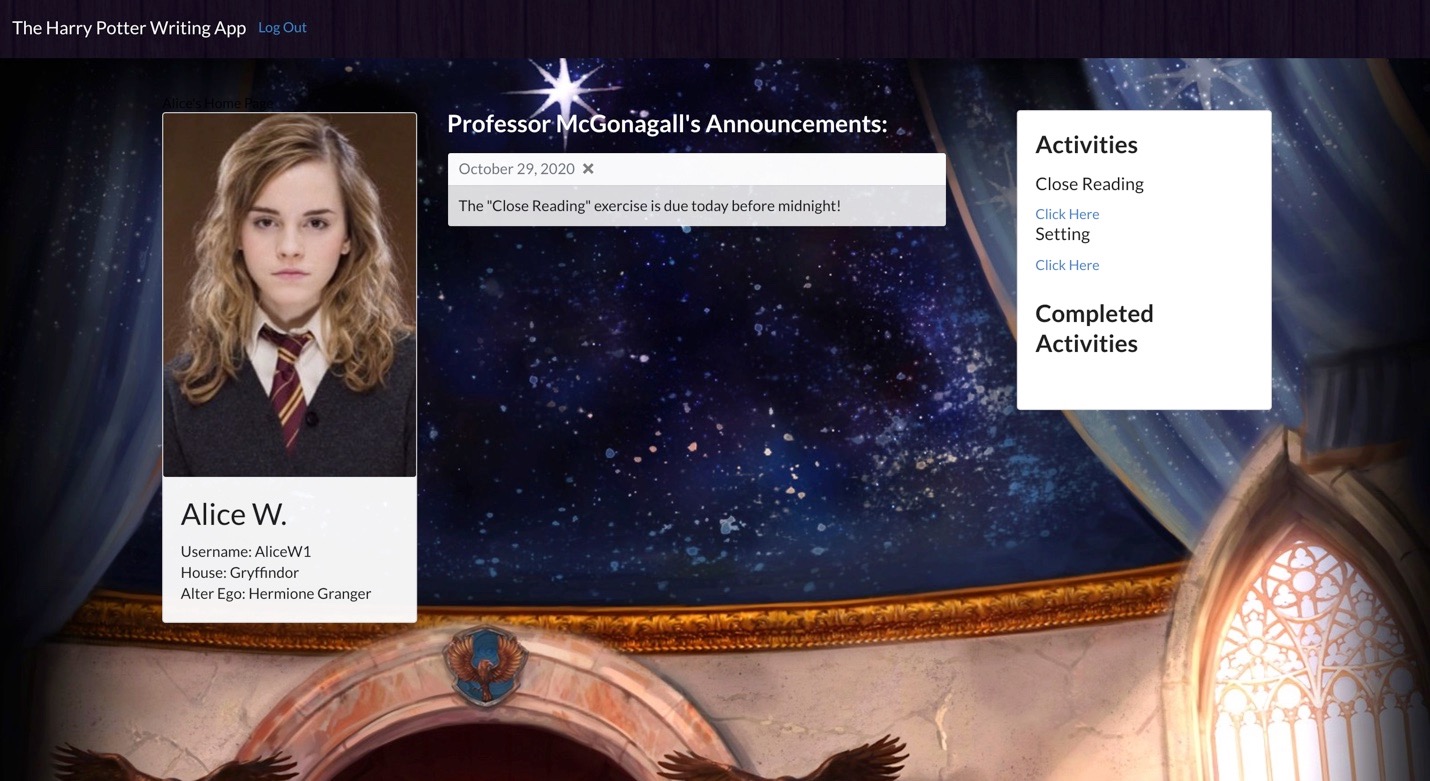 The Harry Potter Writing App Log Out
Alice's Home Page
Professor McGonagall's Announcements:
October 29, 2020
The "Close Reading" exercise is due today before midnight!
Alice W.
Username: AliceW1
House: Gryffindor
Alter Ego: Hermione Granger
Activities
Close Reading
Click Here
Setting
Click Here
Completed
Activities